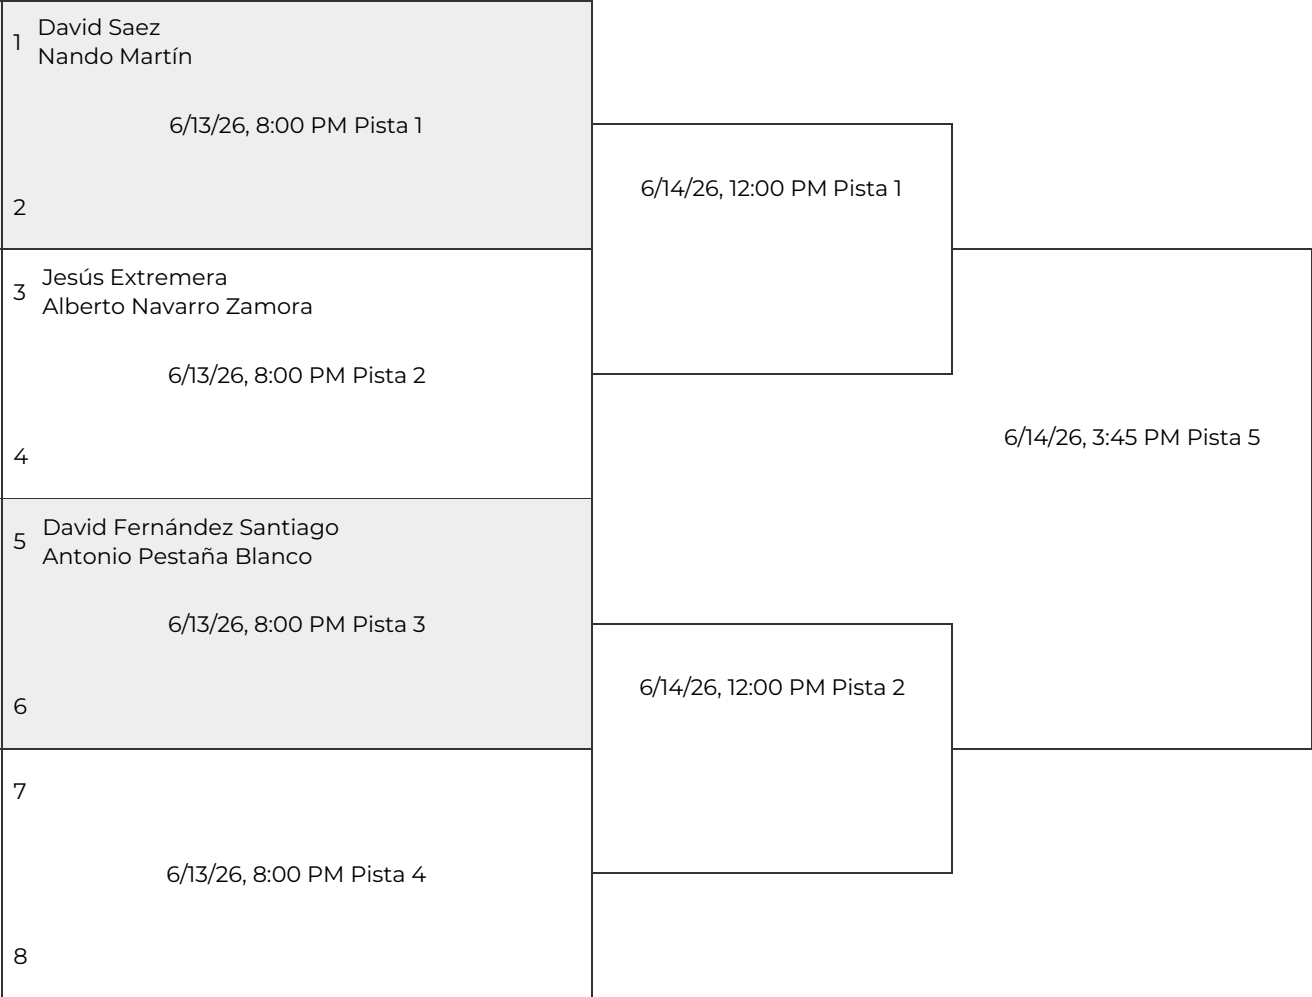 1
David Saez
Nando Martín
6/13/26, 8:00 PM Pista 1
2
6/14/26, 12:00 PM Pista 1
3
Jesús Extremera
Alberto Navarro Zamora
6/13/26, 8:00 PM Pista 2
4
6/14/26, 3:45 PM Pista 5
5
David Fernández Santiago
Antonio Pestaña Blanco
6/13/26, 8:00 PM Pista 3
6
6/14/26, 12:00 PM Pista 2
7
6/13/26, 8:00 PM Pista 4
8